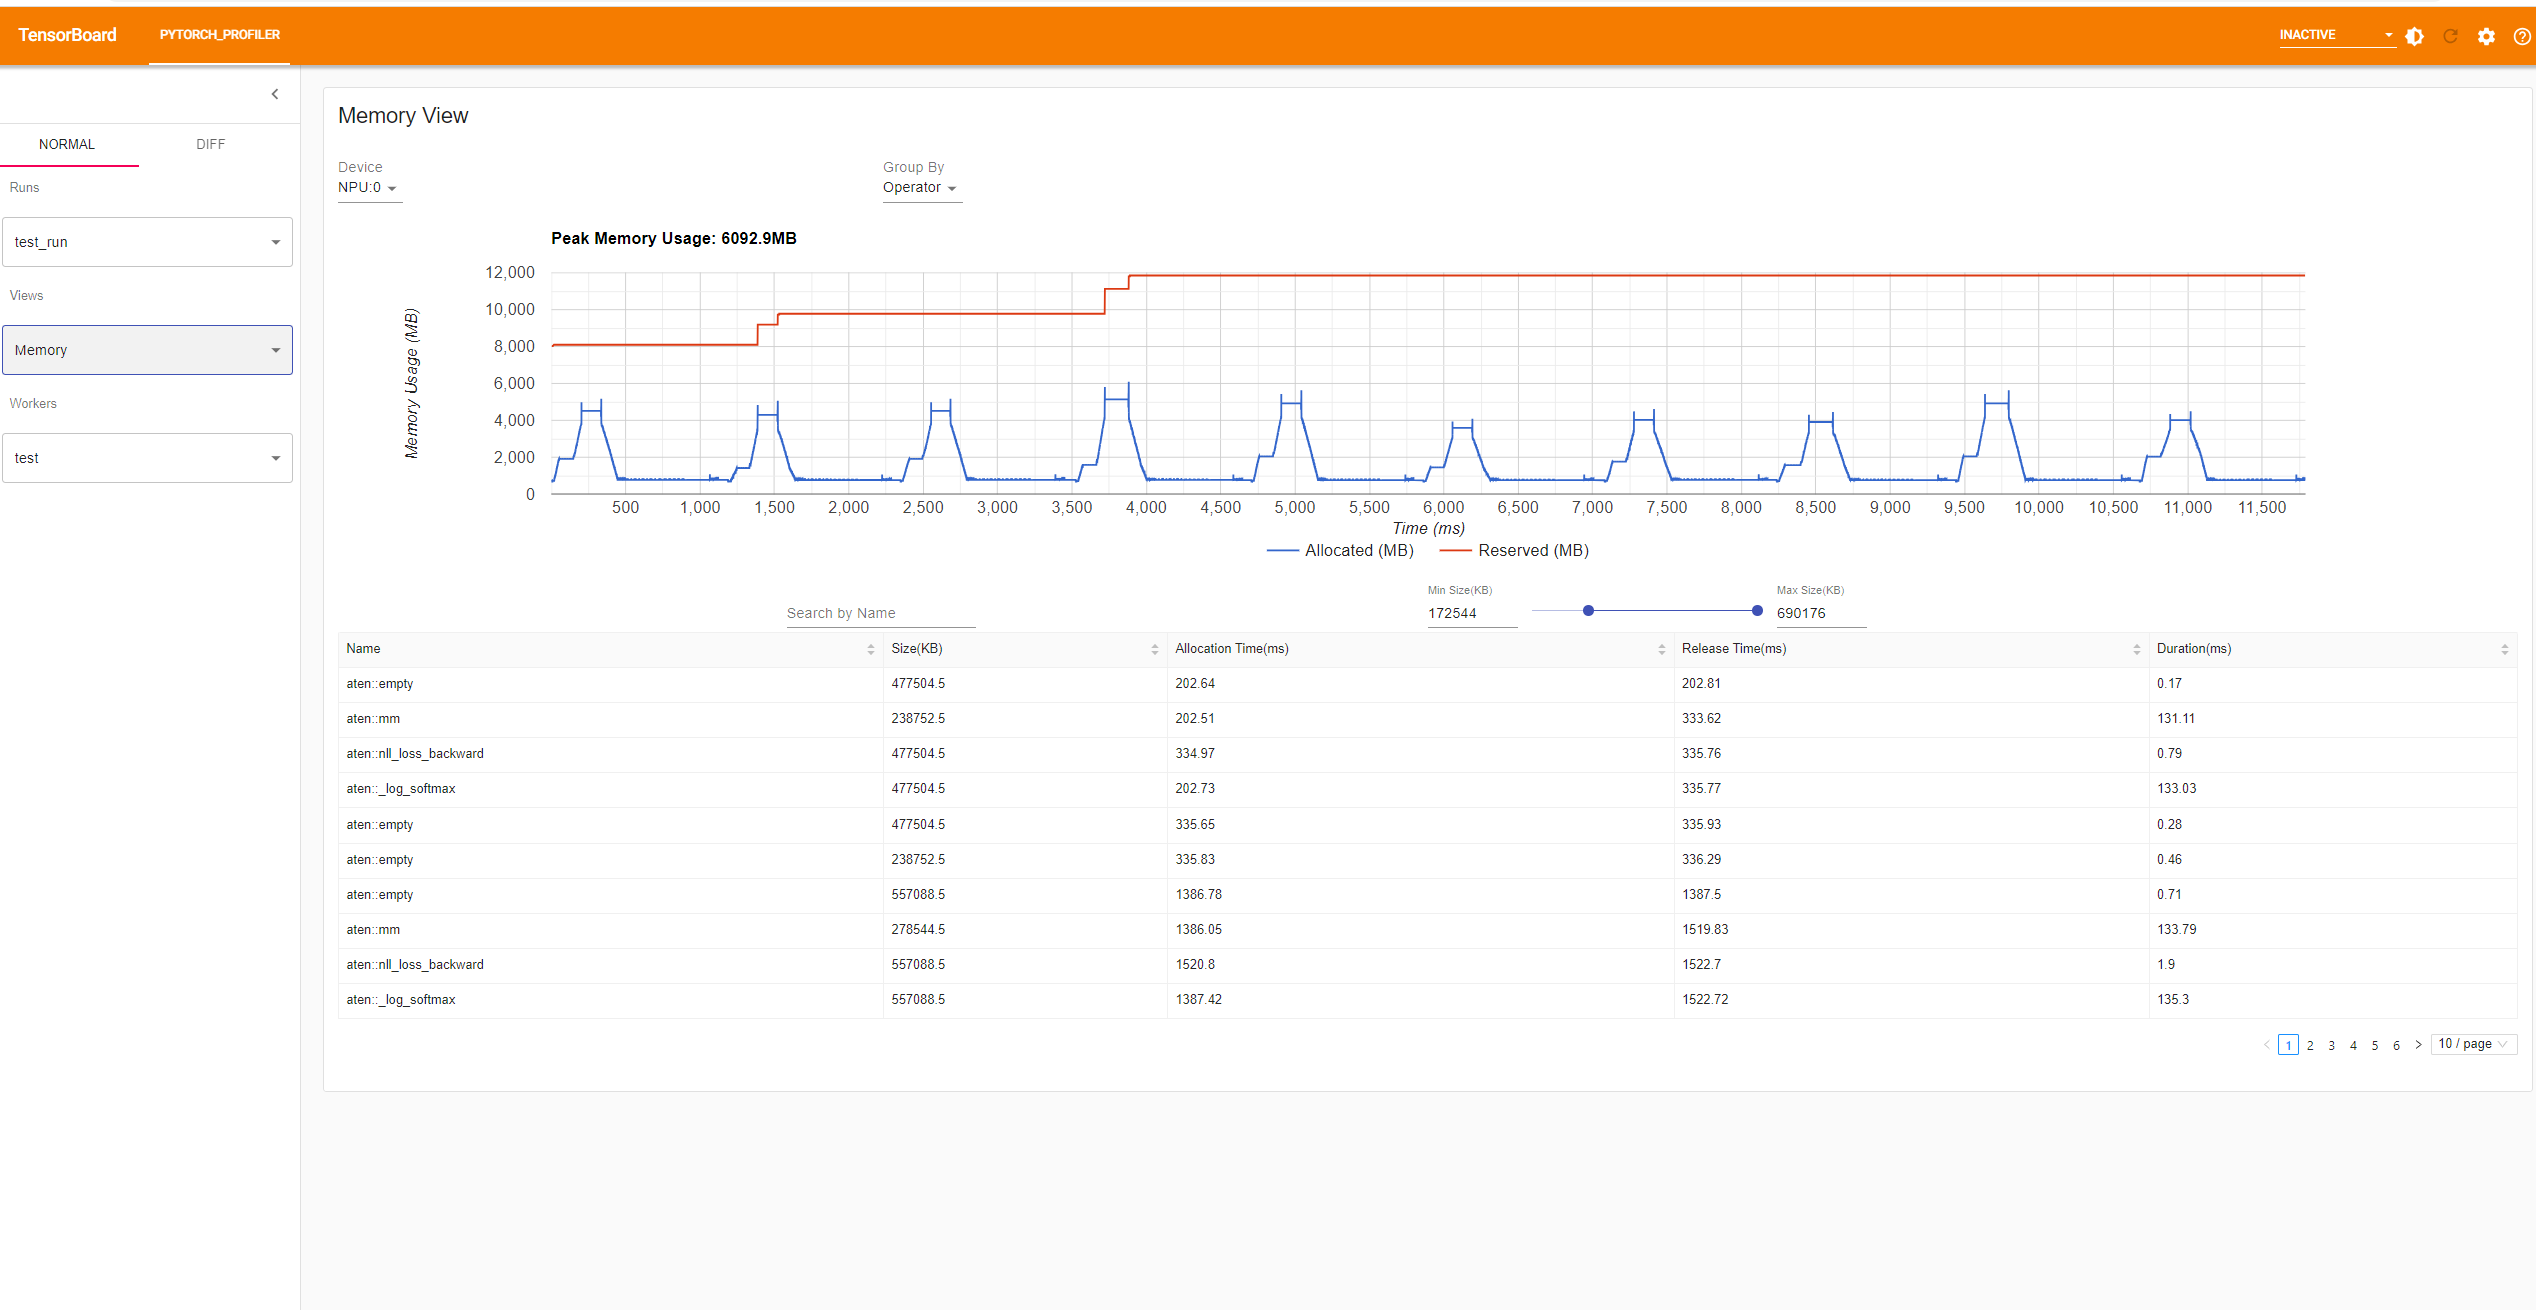 TensorBoard PYTORCH_PROFILER INACTIVE
NORMAL DIFF
Runs
test_run
Views
Memory
Workers
test
Memory View
Device Group By
NPU:0 Operator
Peak Memory Usage: 6092.9MB
Memory Usage (MB)
12,000
10,000
8,000
6,000
4,000
2,000
0
500 1,000 1,500 2,000 2,500 3,000 3,500 4,000 4,500 5,000 5,500 6,000 6,500 7,000 7,500 8,000 8,500 9,000 9,500 10,000 10,500 11,000 11,500
Time (ms)
Allocated (MB) Reserved (MB)
Min Size(KB) Max Size(KB)
Search by Name 172544 690176
Name Size(KB) Allocation Time(ms) Release Time(ms) Duration(ms)
aten::empty 477504.5 202.64 202.81 0.17
aten::mm 238752.5 202.51 333.62 131.11
aten::nll_loss_backward 477504.5 334.97 335.76 0.79
aten::_log_softmax 477504.5 202.73 335.77 133.03
aten::empty 477504.5 335.65 335.93 0.28
aten::empty 238752.5 335.83 336.29 0.46
aten::empty 557088.5 1386.78 1387.5 0.71
aten::mm 278544.5 1386.05 1519.83 133.79
aten::nll_loss_backward 557088.5 1520.8 1522.7 1.9
aten::_log_softmax 557088.5 1387.42 1522.72 135.3
1 2 3 4 5 6 10 / page